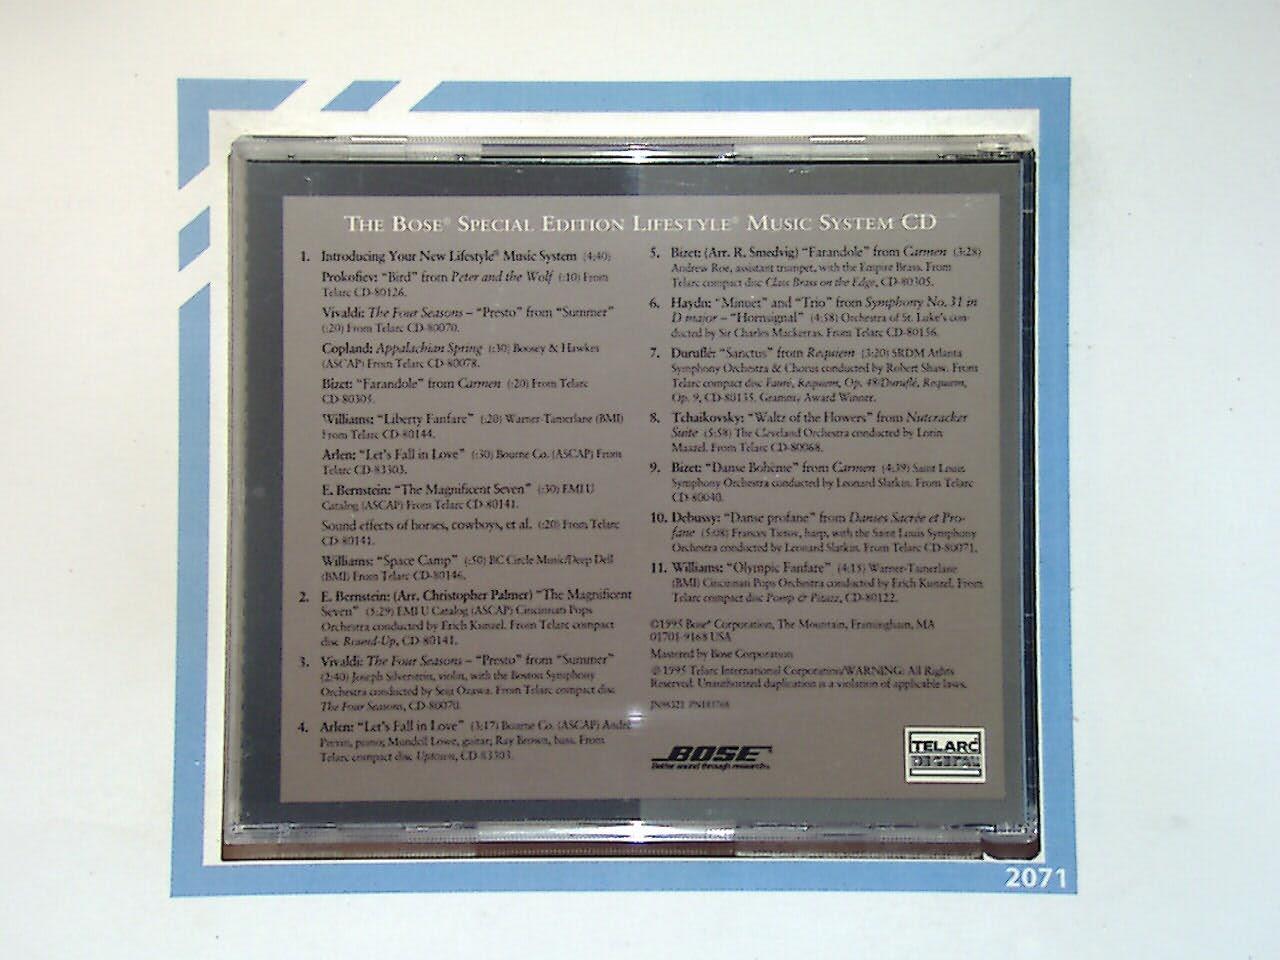 THE BOSE® SPECIAL EDITION LIFESTYLE® MUSIC SYSTEM CD
1. Introducing Your New Lifestyle® Music System (4:40)
Prokofiev: "Bird" from Peter and the Wolf (:10) From
Telarc CD-80126.
Vivaldi: The Four Seasons – "Presto" from "Summer"
(:20) From Telarc CD-80070.
Copland: Appalachian Spring (:30) Boosey & Hawkes
(ASCAP) From Telarc CD-80078.
Bizet: "Farandole" from Carmen (:20) From Telarc
CD-80305.
Williams: "Liberty Fanfare" (:20) Warner-Tamerlane (BMI)
From Telarc CD-80144.
Arlen: "Let's Fall in Love" (:30) Bourne Co. (ASCAP) From
Telarc CD-83303.
E. Bernstein: "The Magnificent Seven" (:30) EMI U
Catalog (ASCAP) From Telarc CD-80141.
Sound effects of horses, cowboys, et al. (:20) From Telarc
CD-80141.
Williams: "Space Camp" (:50) BC Circle Music/Deep Dell
(BMI) From Telarc CD-80146.
2. E. Bernstein: (Arr. Christopher Palmer) "The Magnificent
Seven" (5:29) EMI U Catalog (ASCAP) Cincinnati Pops
Orchestra conducted by Erich Kunzel. From Telarc compact
disc Round-Up, CD-80141.
3. Vivaldi: The Four Seasons – "Presto" from "Summer"
(2:40) Joseph Silverstein, violin, with the Boston Symphony
Orchestra conducted by Seiji Ozawa. From Telarc compact disc
The Four Seasons, CD-80070.
4. Arlen: "Let's Fall in Love" (3:17) Bourne Co. (ASCAP) André
Previn, piano; Mundell Lowe, guitar; Ray Brown, bass. From
Telarc compact disc Uptown, CD-83303.
5. Bizet: (Arr. R. Smedvig) "Farandole" from Carmen (3:28)
Andrew Roe, assistant trumpet, with the Empire Brass. From
Telarc compact disc Class Brass on the Edge, CD-80305.
6. Haydn: "Minuet" and "Trio" from Symphony No. 31 in
D major – "Hornsignal" (4:58) Orchestra of St. Luke's con-
ducted by Sir Charles Mackerras. From Telarc CD-80156.
7. Duruflé: "Sanctus" from Requiem (3:20) SRDM Atlanta
Symphony Orchestra & Chorus conducted by Robert Shaw. From
Telarc compact disc Fauré, Requiem, Op. 48/Duruflé, Requiem,
Op. 9, CD-80135. Grammy Award Winner.
8. Tchaikovsky: "Waltz of the Flowers" from Nutcracker
Suite (5:58) The Cleveland Orchestra conducted by Lorin
Maazel. From Telarc CD-80068.
9. Bizet: "Danse Bohème" from Carmen (4:39) Saint Louis
Symphony Orchestra conducted by Leonard Slatkin. From Telarc
CD-80040.
10. Debussy: "Danse profane" from Danses Sacrée et Pro-
fane (5:08) Frances Tietov, harp, with the Saint Louis Symphony
Orchestra conducted by Leonard Slatkin. From Telarc CD-80071.
11. Williams: "Olympic Fanfare" (4:15) Warner-Tamerlane
(BMI) Cincinnati Pops Orchestra conducted by Erich Kunzel. From
Telarc compact disc Pomp & Pizazz, CD-80122.
©1995 Bose® Corporation, The Mountain, Framingham, MA
01701-9168 USA
Mastered by Bose Corporation
℗ 1995 Telarc International Corporation/WARNING: All Rights
Reserved. Unauthorized duplication is a violation of applicable laws.
BOSE®
Better sound through research®
TELARC
DIGITAL
2071